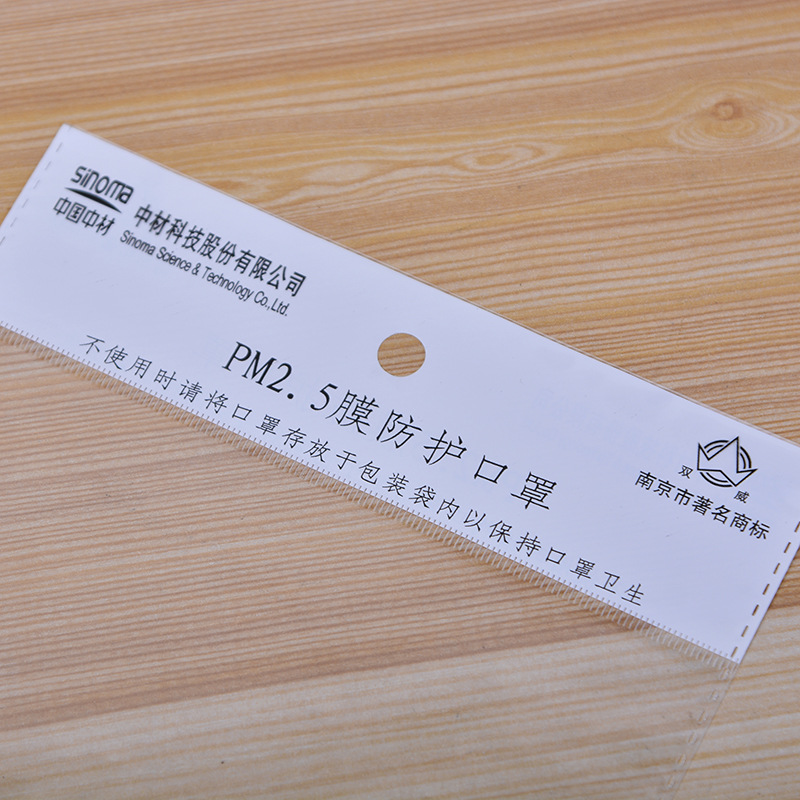 sinoma
中国中材
中材科技股份有限公司
Sinoma Science & Technology Co.,Ltd.
PM2.5膜防护口罩
不使用时请将口罩存放于包装袋内以保持口罩卫生
双威
南京市著名商标